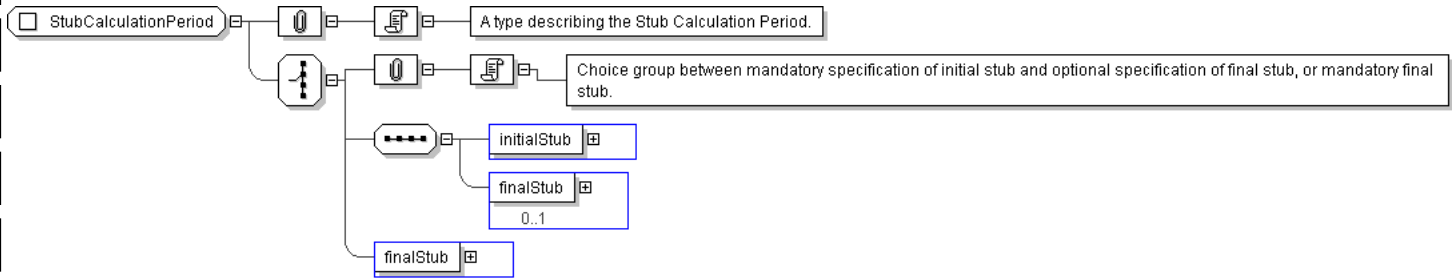 StubCalculationPeriod
A type describing the Stub Calculation Period.
Choice group between mandatory specification of initial stub and optional specification of final stub, or mandatory final
stub.
initialStub
finalStub
0..1
finalStub